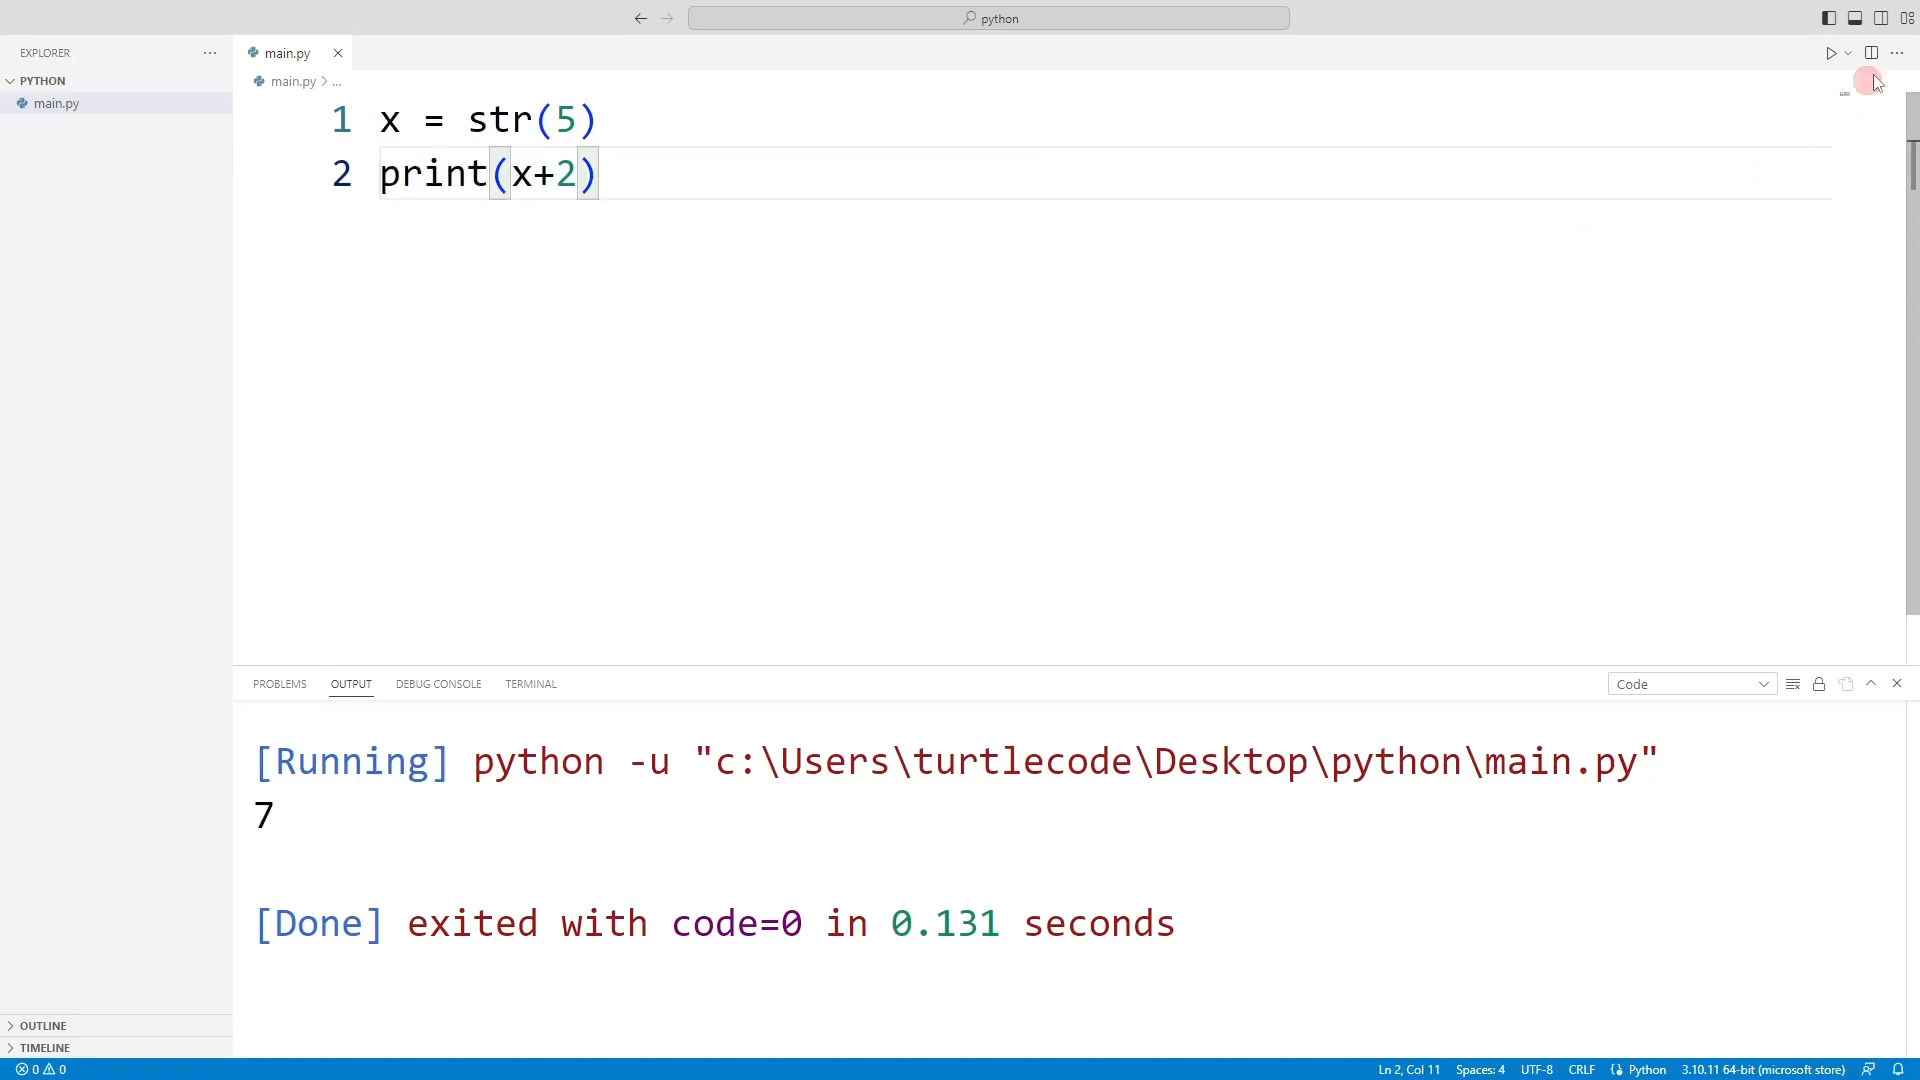 python
EXPLORER
main.py
PYTHON
main.py
main.py > ...
1 x = str(5)
2 print(x+2)
PROBLEMS OUTPUT DEBUG CONSOLE TERMINAL
Code
[Running] python -u "c:\Users\turtlecode\Desktop\python\main.py"
7
[Done] exited with code=0 in 0.131 seconds
OUTLINE
TIMELINE
0 0
Ln 2, Col 11 Spaces: 4 UTF-8 CRLF Python 3.10.11 64-bit (microsoft store)